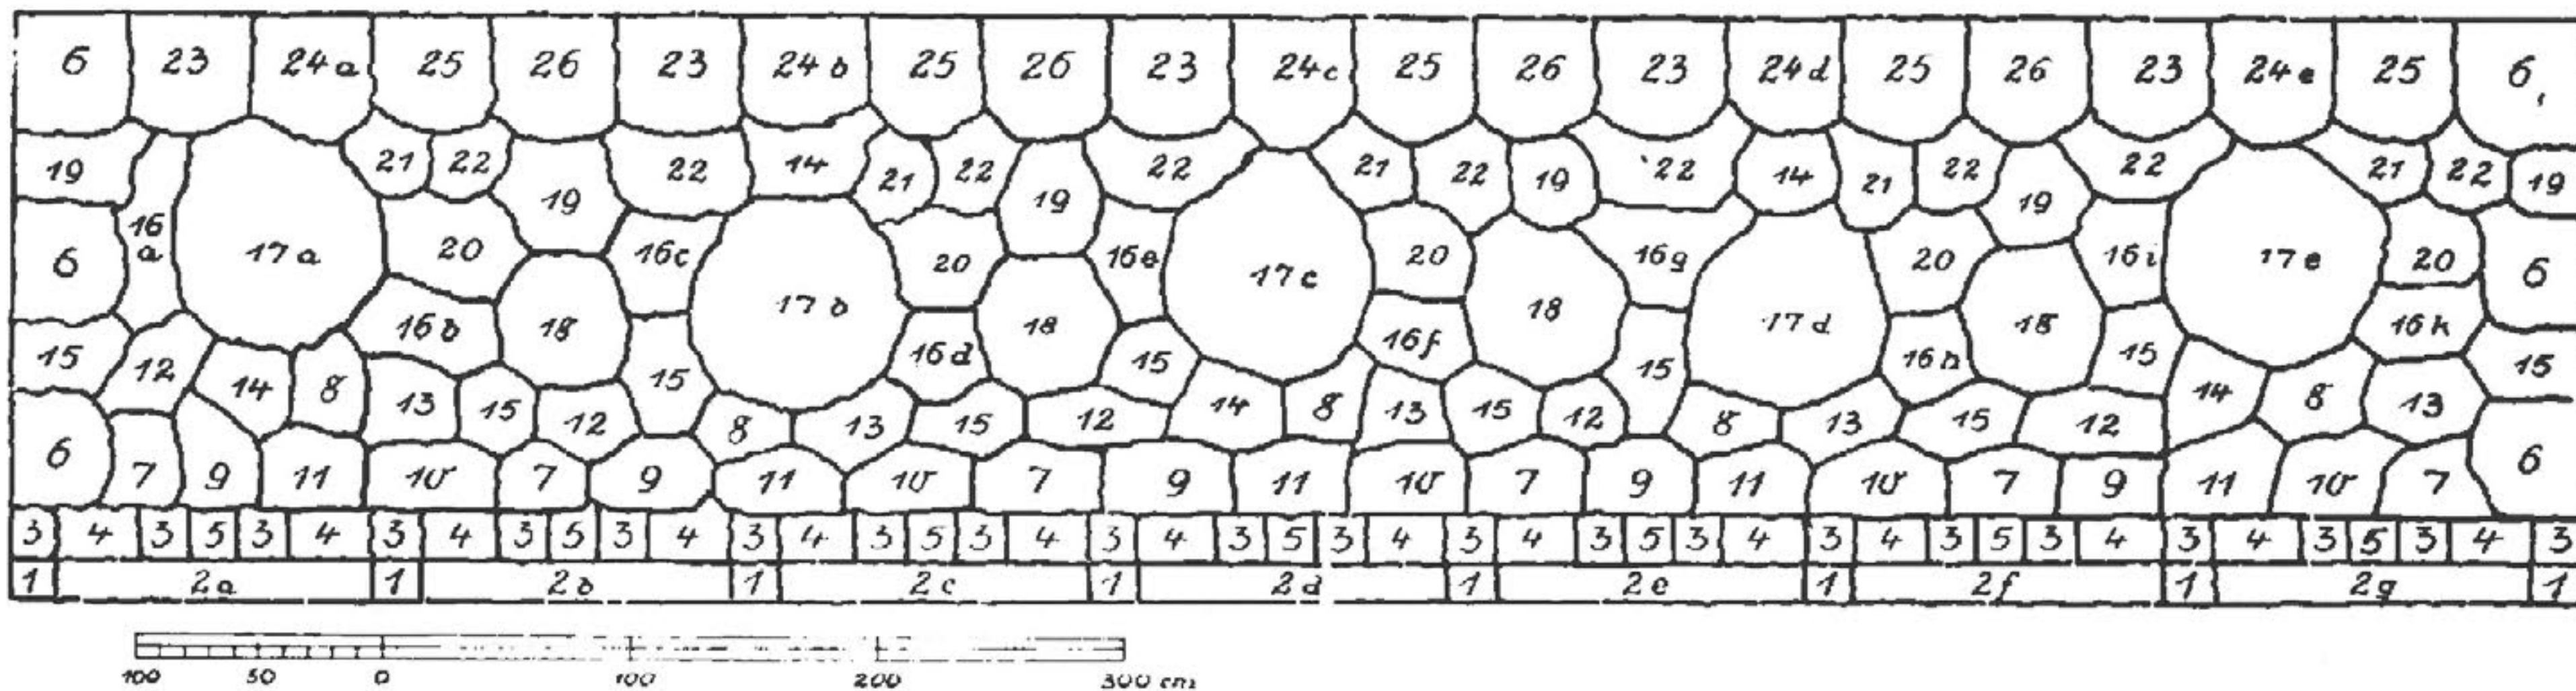 6 23 24a 25 26 23 24b 25 26 23 24c 25 26 23 24d 25 26 23 24e 25 6
19 21 22 22 14 21 22 22 21 22 19 22 14 21 22 22 21 22 19
16a 19 19 19
6 17a 20 16c 20 16e 17c 20 16g 20 16i 17e 20 6
16b 18 17b 18 16f 18 17d 18 16k
15 12 14 8 15 16d 15 15 16h 15 15
13 15 12 8 13 15 12 14 8 13 15 12 8 13 15 12 14 8 13
6 7 9 11 10 7 9 11 10 7 9 11 10 7 9 11 10 7 9 11 10 7 6
3 4 3 5 3 4 3 4 3 5 3 4 3 4 3 5 3 4 3 4 3 5 3 4 3 4 3 5 3 4 3 4 3 5 3 4 3 4 3 5 3 4 3
1 2a 1 2b 1 2c 1 2d 1 2e 1 2f 1 2g 1
100 50 0 100 200 300 cm